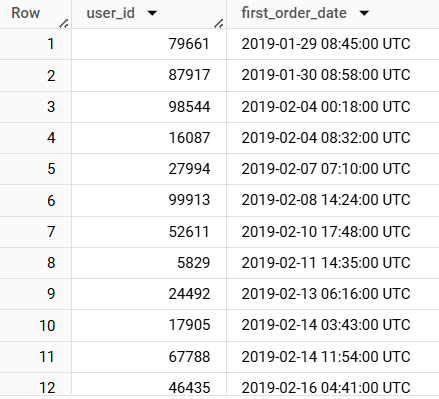 Row user_id first_order_date
1 79661 2019-01-29 08:45:00 UTC
2 87917 2019-01-30 08:58:00 UTC
3 98544 2019-02-04 00:18:00 UTC
4 16087 2019-02-04 08:32:00 UTC
5 27994 2019-02-07 07:10:00 UTC
6 99913 2019-02-08 14:24:00 UTC
7 52611 2019-02-10 17:48:00 UTC
8 5829 2019-02-11 14:35:00 UTC
9 24492 2019-02-13 06:16:00 UTC
10 17905 2019-02-14 03:43:00 UTC
11 67788 2019-02-14 11:54:00 UTC
12 46435 2019-02-16 04:41:00 UTC